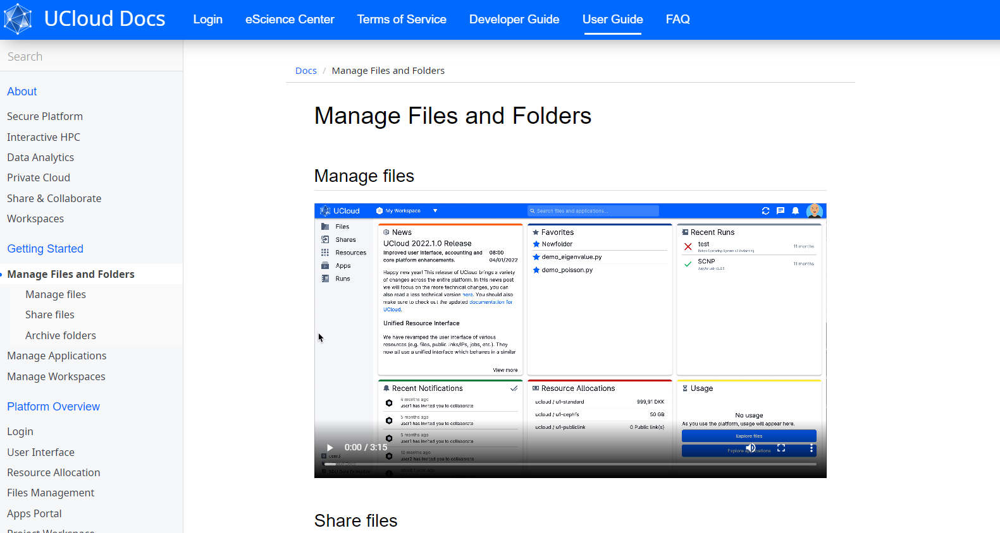 UCloud Docs
Login
eScience Center
Terms of Service
Developer Guide
User Guide
FAQ
Search
About
Secure Platform
Interactive HPC
Data Analytics
Private Cloud
Share & Collaborate
Workspaces
Getting Started
Manage Files and Folders
Manage files
Share files
Archive folders
Manage Applications
Manage Workspaces
Platform Overview
Login
User Interface
Resource Allocation
Files Management
Apps Portal
Project Workspace
Docs / Manage Files and Folders
Manage Files and Folders
Manage files
UCloud
My Workspace
Search files and applications...
Files
Shares
Resources
Apps
Runs
News
UCloud 2022.1.0 Release
Improved user interface, accounting and 08:00
core platform enhancements. 04/01/2022
Happy new year! This release of UCloud brings a variety
of changes across the entire platform. In this news post
we will focus on the more technical changes, you can
also read a less technical version here. You should also
make sure to check out the updated documentation for
UCloud.
Unified Resource Interface
We have revamped the user interface of various
resources (e.g. files, public links/IPs, jobs, etc.). They
now all use a unified interface which behaves in a similar
View more
Favorites
Newfolder
demo_eigenvalue.py
demo_poisson.py
Recent Runs
test 11 months
Robot Operating System v2.0-dashing
SCNP 11 months
JupyterLab v2.2.5
Recent Notifications
4 months ago
user1 has invited you to collaborate
5 months ago
user1 has invited you to collaborate
5 months ago
user1 has invited you to collaborate
10 months ago
user2 has invited you to collaborate
about 1 year ago
Resource Allocations
ucloud / u1-standard 999,91 DKK
ucloud / u1-cephfs 50 GB
ucloud / u1-publiclink 0 Public link(s)
Usage
No usage
As you use the platform, usage will appear here.
Explore files
Explore applications
user3
SDU Data Protection
0:00 / 3:15
Share files